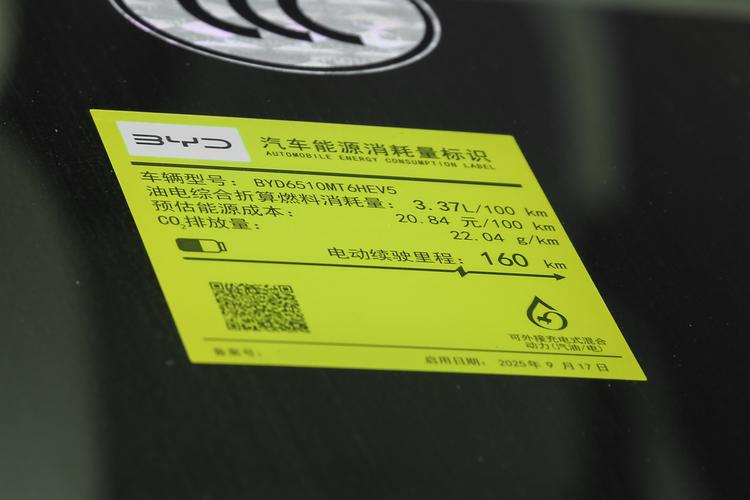 CCC
BYD 汽车能源消耗量标识
AUTOMOBILE ENERGY CONSUMPTION LABEL
车辆型号: BYD6510MT6HEV5
油电综合折算燃料消耗量: 3.37L/100 km
预估能源成本: 20.84 元/100 km
CO₂排放量: 22.04 g/km
电动续驶里程: 160 km
可外接充电式混合
动力(汽油/电)
备案号:
启用日期: 2025年 9 月 17 日